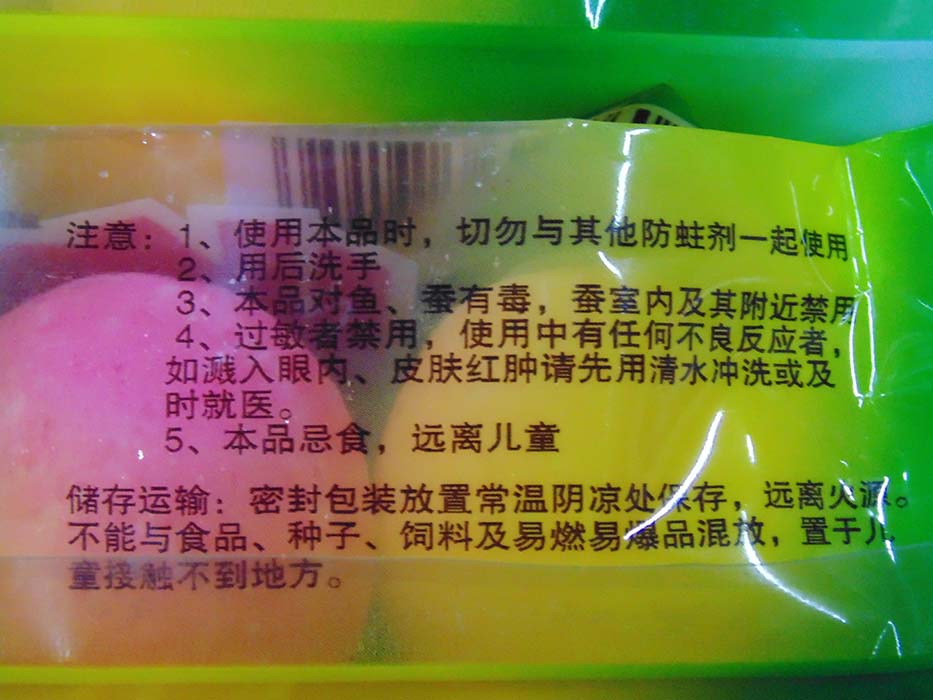 注意：1、使用本品时，切勿与其他防蛀剂一起使用
2、用后洗手
3、本品对鱼、蚕有毒，蚕室内及其附近禁用
4、过敏者禁用，使用中有任何不良反应者，
如溅入眼内、皮肤红肿请先用清水冲洗或及
时就医。
5、本品忌食，远离儿童
储存运输：密封包装放置常温阴凉处保存，远离火源。
不能与食品、种子、饲料及易燃易爆品混放，置于儿
童接触不到地方。